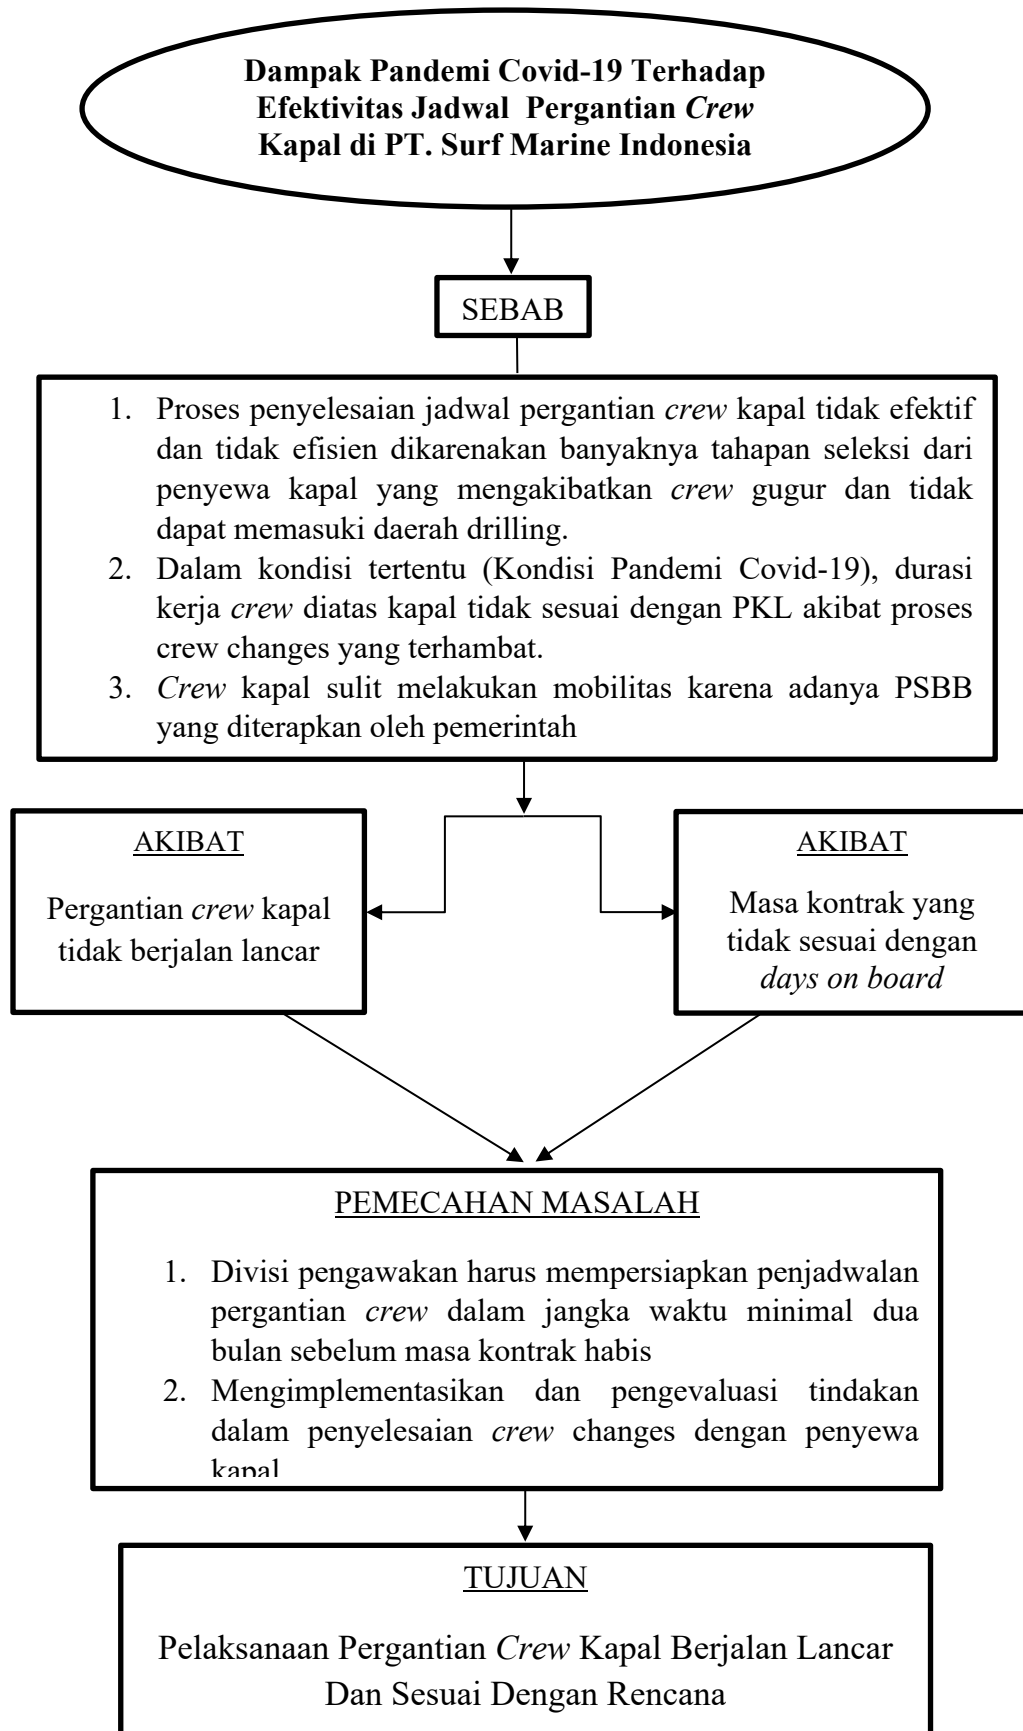 Dampak Pandemi Covid-19 Terhadap
Efektivitas Jadwal Pergantian Crew
Kapal di PT. Surf Marine Indonesia
SEBAB
1. Proses penyelesaian jadwal pergantian crew kapal tidak efektif
dan tidak efisien dikarenakan banyaknya tahapan seleksi dari
penyewa kapal yang mengakibatkan crew gugur dan tidak
dapat memasuki daerah drilling.
2. Dalam kondisi tertentu (Kondisi Pandemi Covid-19), durasi
kerja crew diatas kapal tidak sesuai dengan PKL akibat proses
crew changes yang terhambat.
3. Crew kapal sulit melakukan mobilitas karena adanya PSBB
yang diterapkan oleh pemerintah
AKIBAT
Pergantian crew kapal
tidak berjalan lancar
AKIBAT
Masa kontrak yang
tidak sesuai dengan
days on board
PEMECAHAN MASALAH
1. Divisi pengawakan harus mempersiapkan penjadwalan
pergantian crew dalam jangka waktu minimal dua
bulan sebelum masa kontrak habis
2. Mengimplementasikan dan pengevaluasi tindakan
dalam penyelesaian crew changes dengan penyewa
kapal
TUJUAN
Pelaksanaan Pergantian Crew Kapal Berjalan Lancar
Dan Sesuai Dengan Rencana